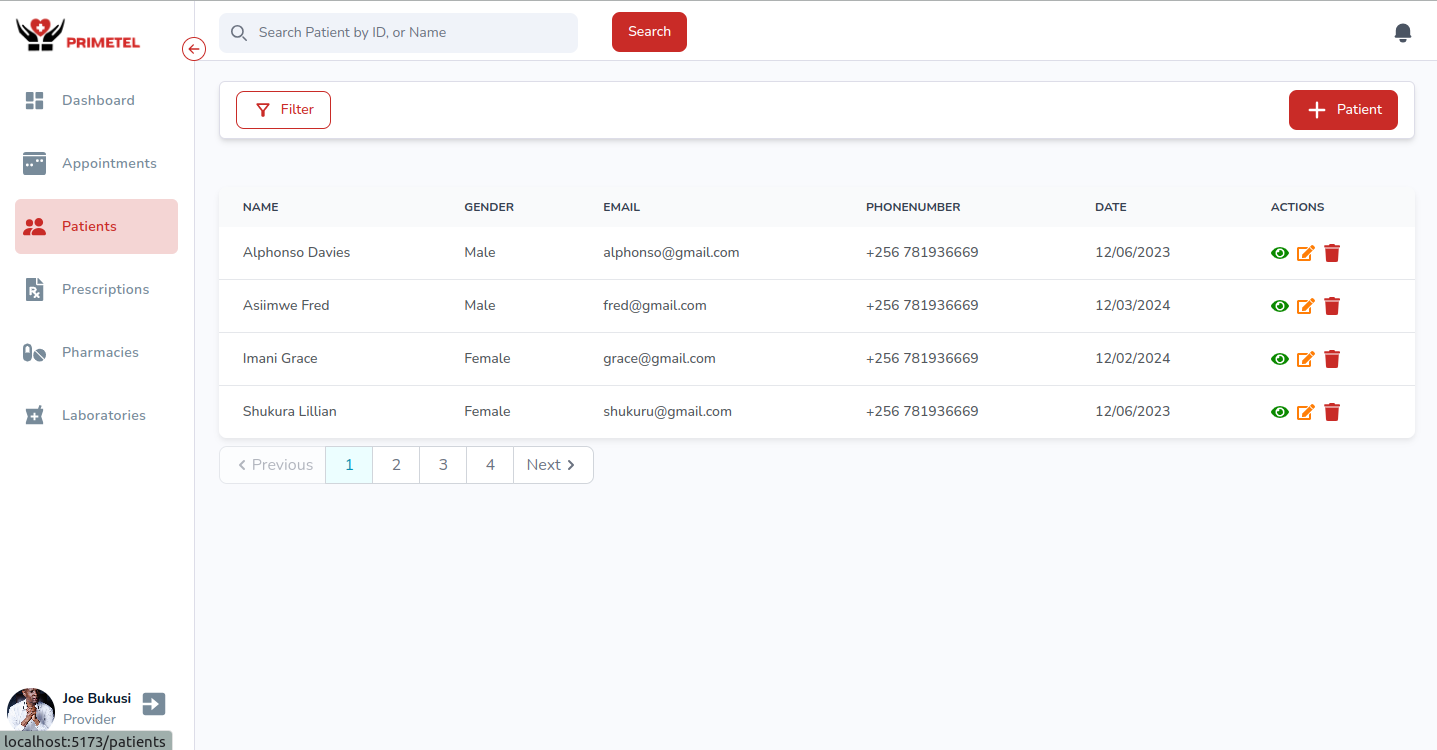 PRIMETEL
Search Patient by ID, or Name
Search
Dashboard
Appointments
Patients
Prescriptions
Pharmacies
Laboratories
Filter
Patient
NAME GENDER EMAIL PHONENUMBER DATE ACTIONS
Alphonso Davies Male alphonso@gmail.com +256 781936669 12/06/2023
Asiimwe Fred Male fred@gmail.com +256 781936669 12/03/2024
Imani Grace Female grace@gmail.com +256 781936669 12/02/2024
Shukura Lillian Female shukuru@gmail.com +256 781936669 12/06/2023
Previous 1 2 3 4 Next
Joe Bukusi
Provider
localhost:5173/patients